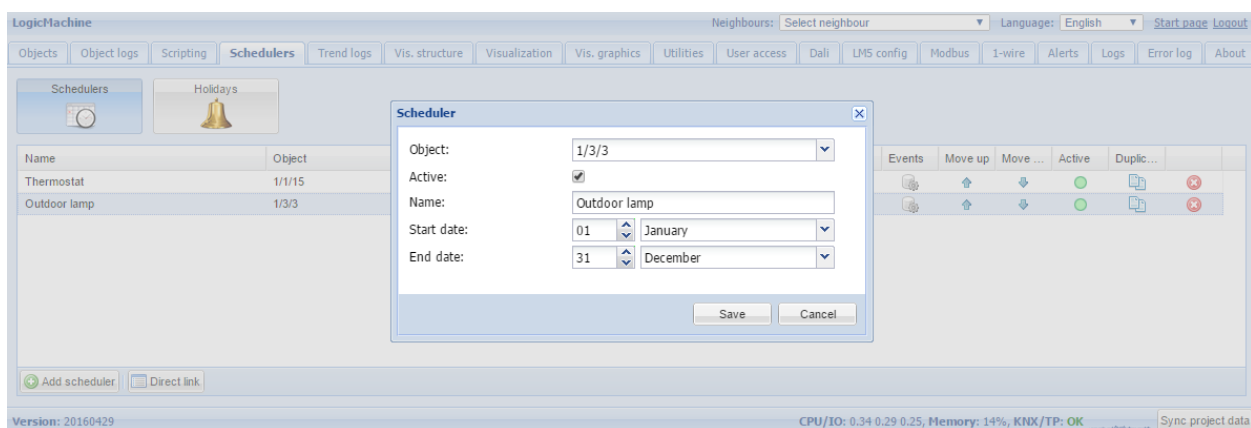 LogicMachine Neighbours: Select neighbour Language: English Start page Logout
Objects Object logs Scripting Schedulers Trend logs Vis. structure Visualization Vis. graphics Utilities User access Dali LM5 config Modbus 1-wire Alerts Logs Error log About
Schedulers Holidays
Scheduler
Object: 1/3/3
Active:
Name: Outdoor lamp
Start date: 01 January
End date: 31 December
Save Cancel
Name Object Events Move up Move ... Active Duplic...
Thermostat 1/1/15
Outdoor lamp 1/3/3
Add scheduler Direct link
Version: 20160429 CPU/IO: 0.34 0.29 0.25, Memory: 14%, KNX/TP: OK Sync project data